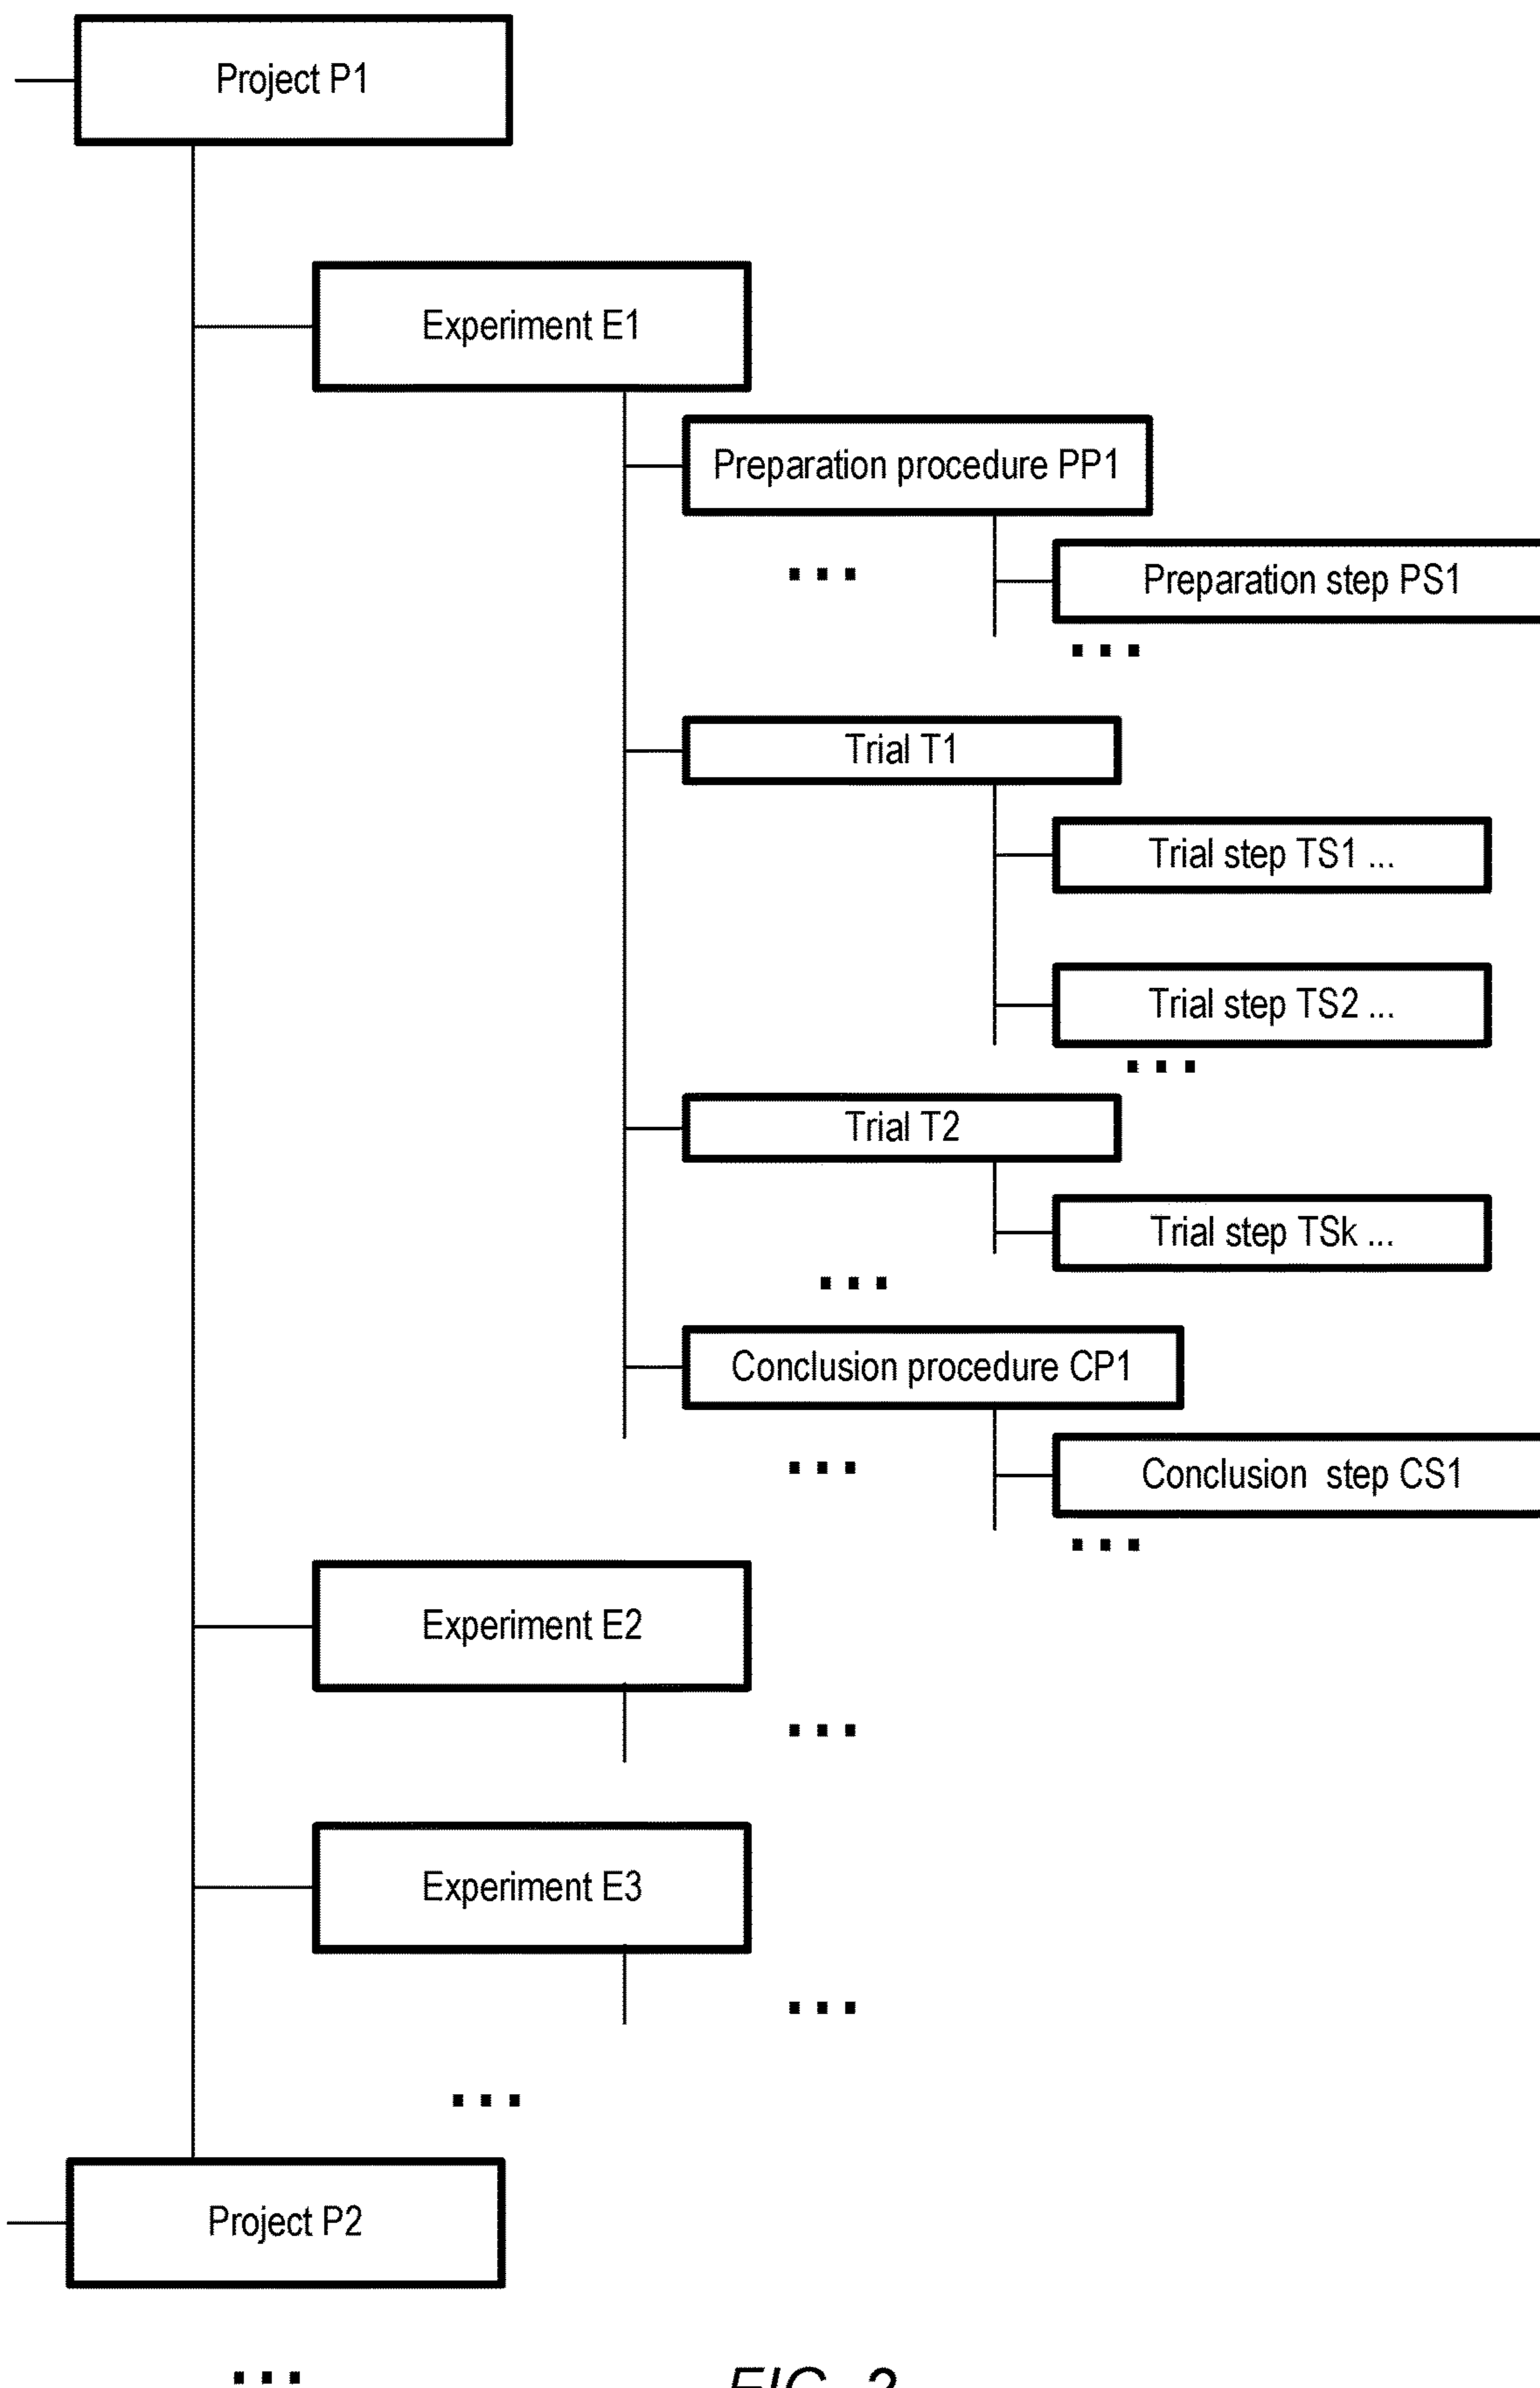 Project P1
Experiment E1
Preparation procedure PP1
...
Preparation step PS1
...
Trial T1
Trial step TS1 ...
Trial step TS2 ...
...
Trial T2
Trial step TSk ...
...
Conclusion procedure CP1
...
Conclusion step CS1
...
Experiment E2
...
Experiment E3
...
...
Project P2
...